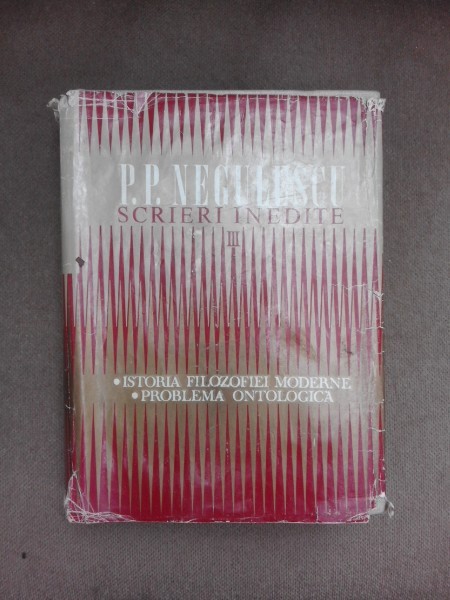 P.P. NEGULESCU
SCRIERI INEDITE
III
• ISTORIA FILOZOFIEI MODERNE
• PROBLEMA ONTOLOGICA